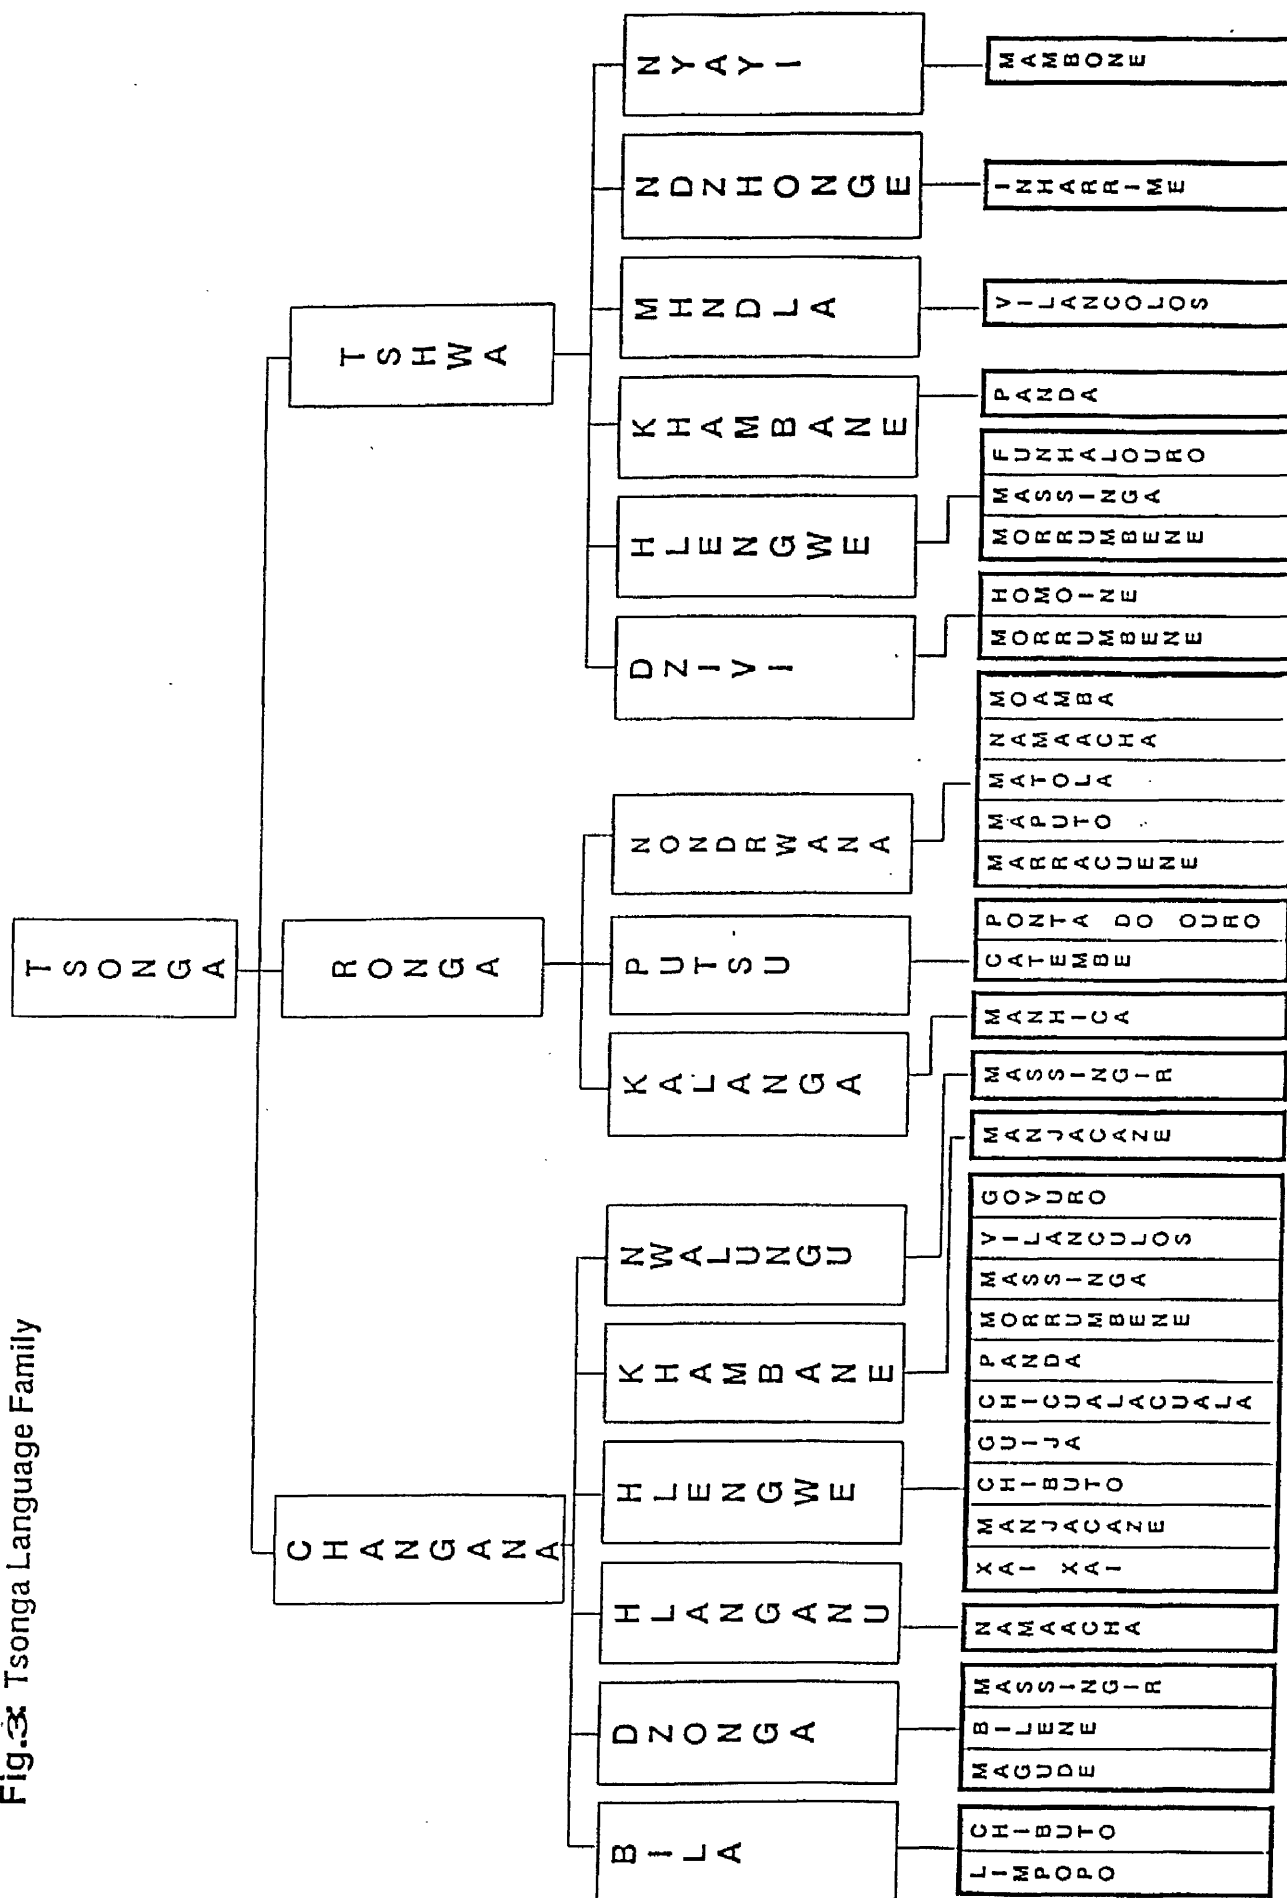 Fig.3: Tsonga Language Family
TSONGA
CHANGANA
RONGA
TSHWA
BILA
DZONGA
HLANGANU
HLENGWE
KHAMBANE
NWALUNGU
KALANGA
PUTSU
NONDRWANA
DZIVI
HLENGWE
KHAMBANE
MHNDLA
NDZHONGE
NYAYI
LIMPOPO
CHIBUTO
MAGUDE
BILENE
MASSINGIR
NAMAACHA
XAI XAI
MANJACAZE
CHIBUTO
GUIJA
CHICUALACUALA
PANDA
MORRUMBENE
MASSINGA
VILANCULOS
GOVURO
MANJACAZE
MASSINGIR
MANHICA
CATEMBE
PONTA DO OURO
MARRACUENE
MAPUTO
MATOLA
NAMAACHA
MOAMBA
MORRUMBENE
HOMOINE
MORRUMBENE
MASSINGA
FUNHALOURO
PANDA
VILANCOLOS
INHARRIME
MAMBONE